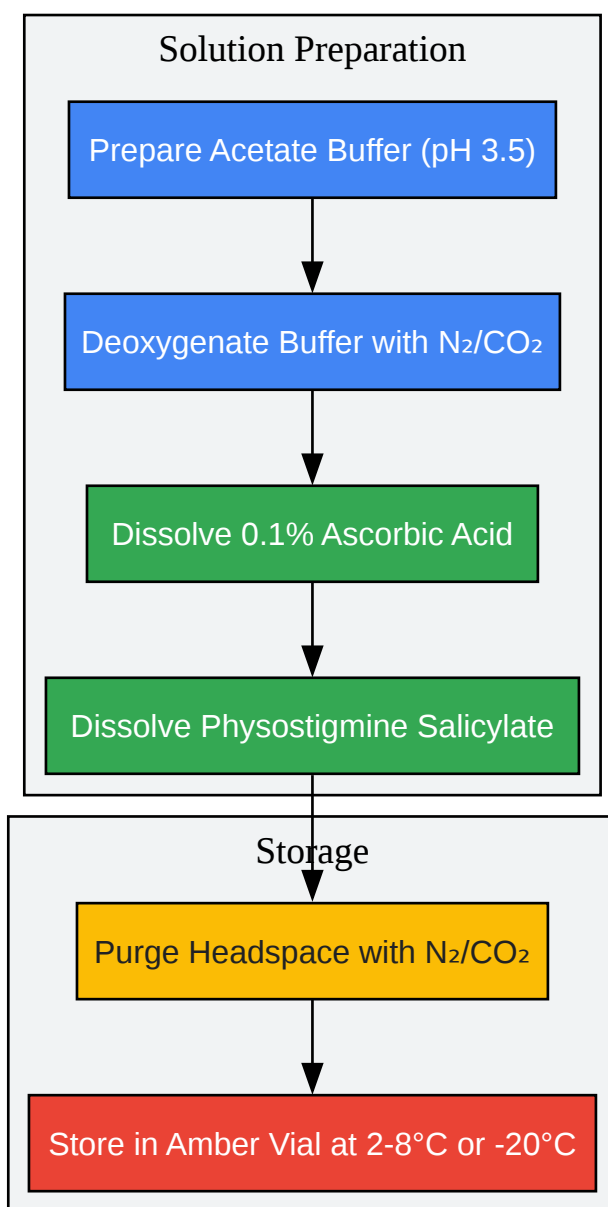 Solution Preparation
Prepare Acetate Buffer (pH 3.5)
Deoxygenate Buffer with N₂/CO₂
Dissolve 0.1% Ascorbic Acid
Dissolve Physostigmine Salicylate
Storage
Purge Headspace with N₂/CO₂
Store in Amber Vial at 2-8°C or -20°C